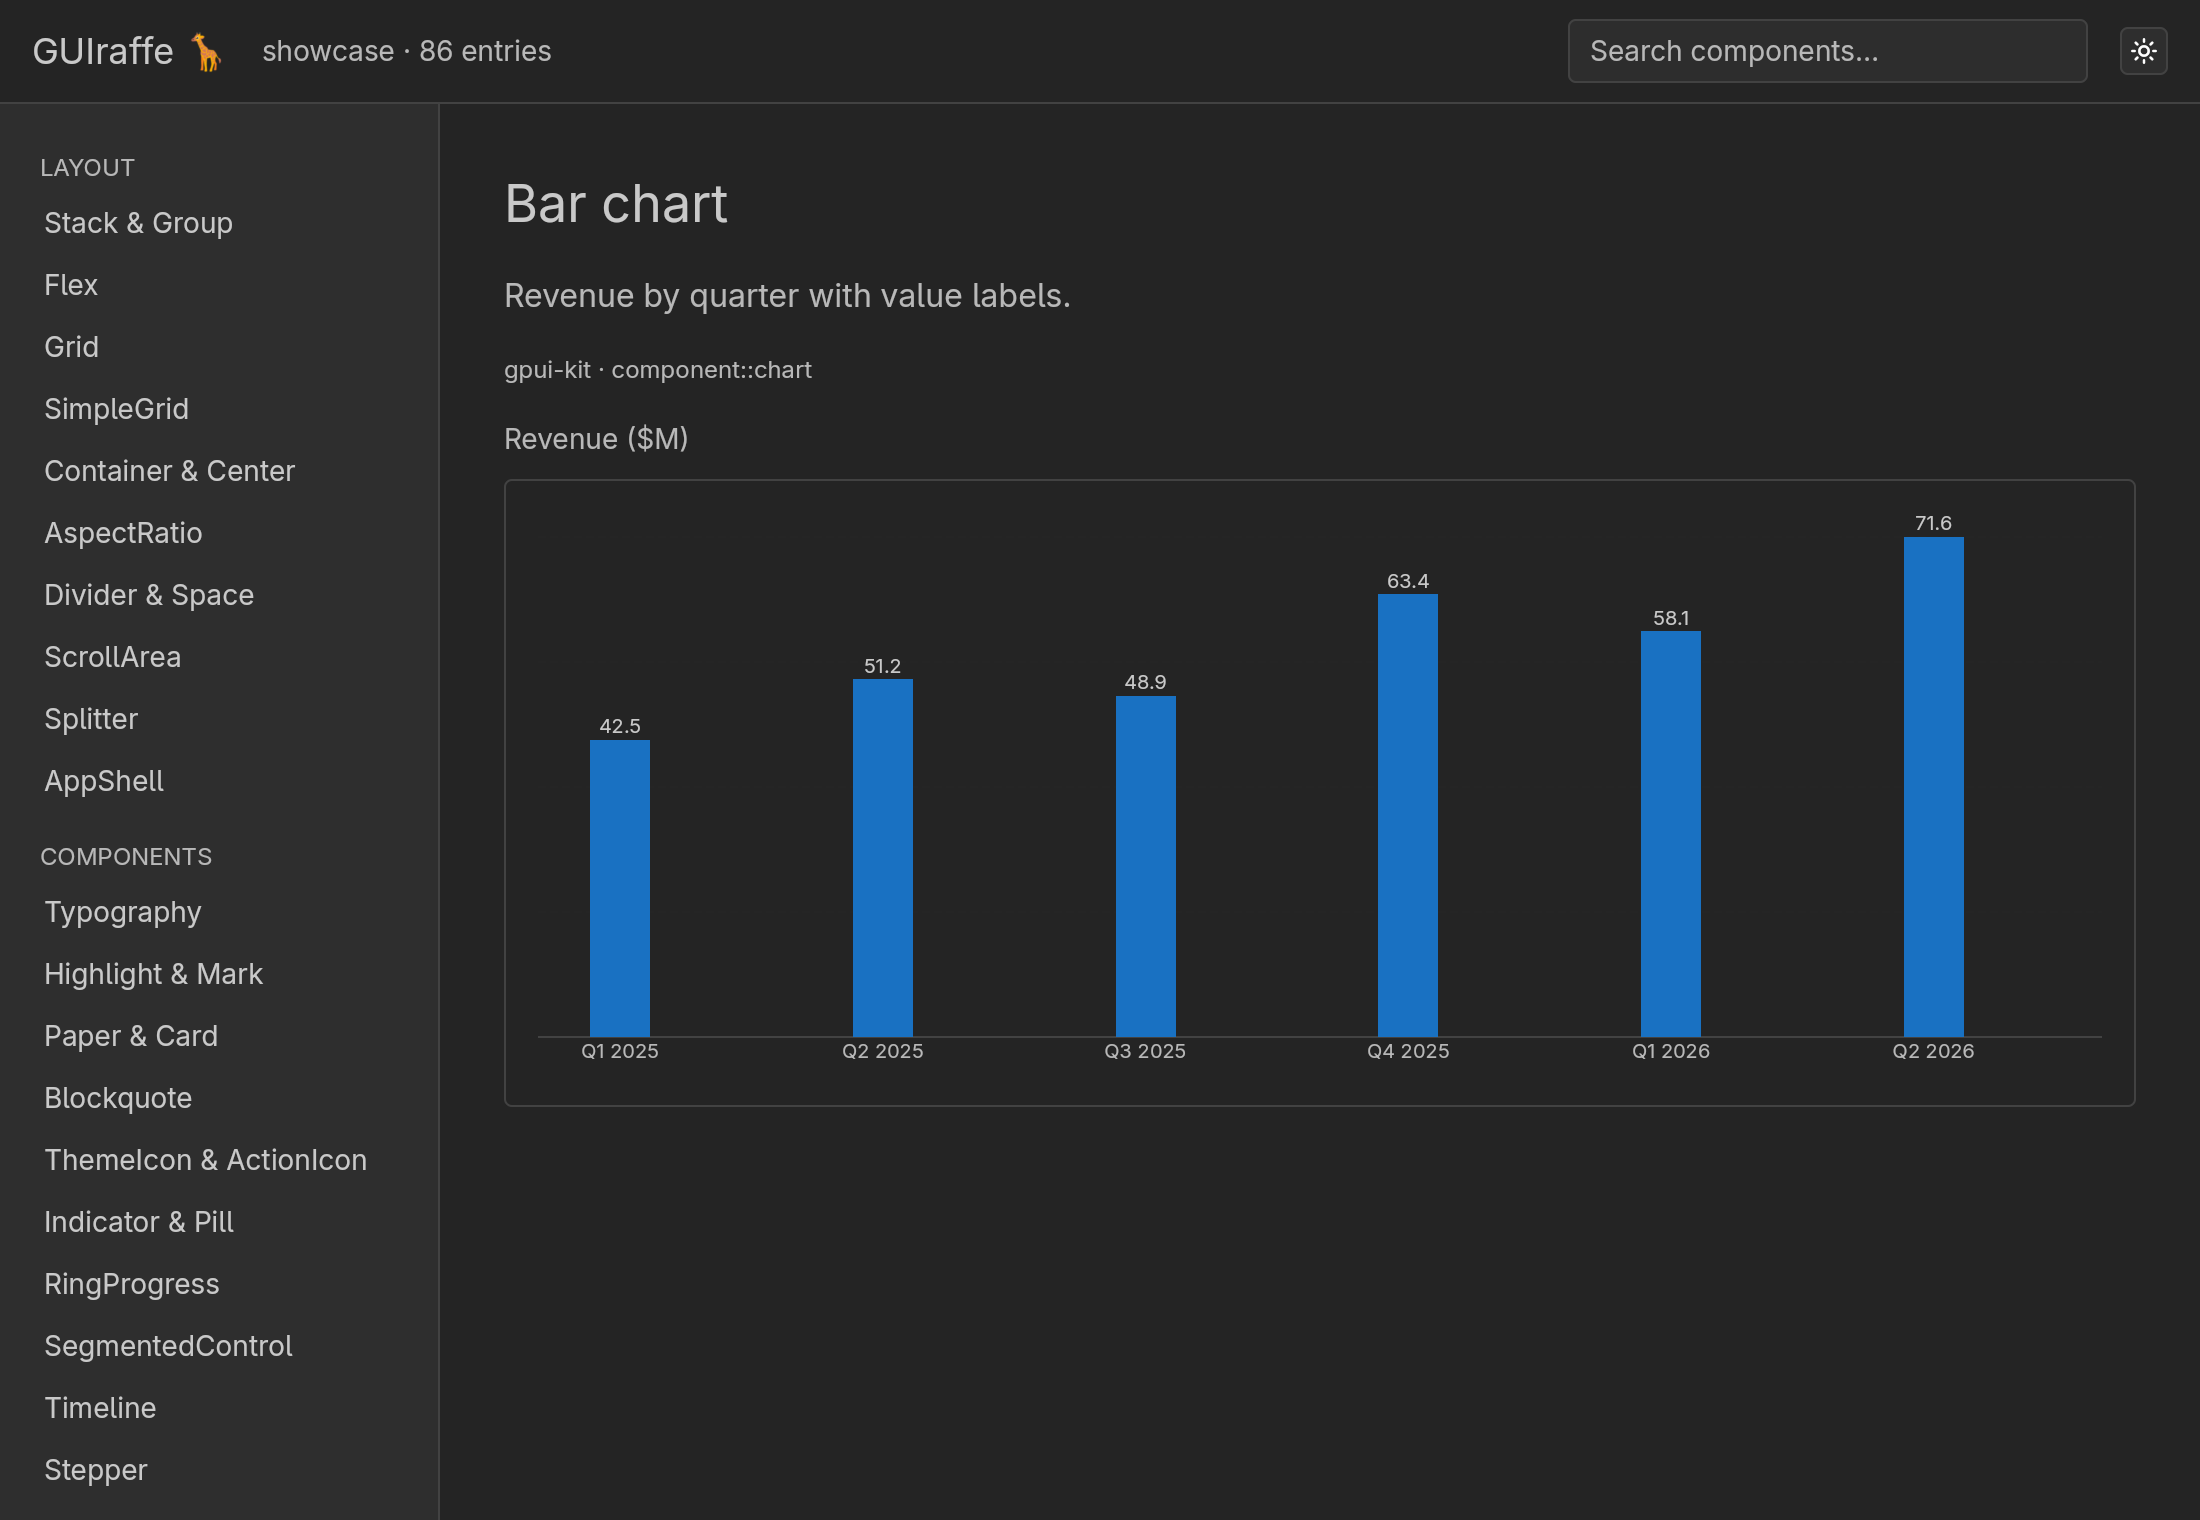 GUIraffe 🦒
showcase · 86 entries
Search components...
LAYOUT
Stack & Group
Flex
Grid
SimpleGrid
Container & Center
AspectRatio
Divider & Space
ScrollArea
Splitter
AppShell
COMPONENTS
Typography
Highlight & Mark
Paper & Card
Blockquote
ThemeIcon & ActionIcon
Indicator & Pill
RingProgress
SegmentedControl
Timeline
Stepper
Bar chart
Revenue by quarter with value labels.
gpui-kit · component::chart
Revenue ($M)
42.5
51.2
48.9
63.4
58.1
71.6
Q1 2025
Q2 2025
Q3 2025
Q4 2025
Q1 2026
Q2 2026